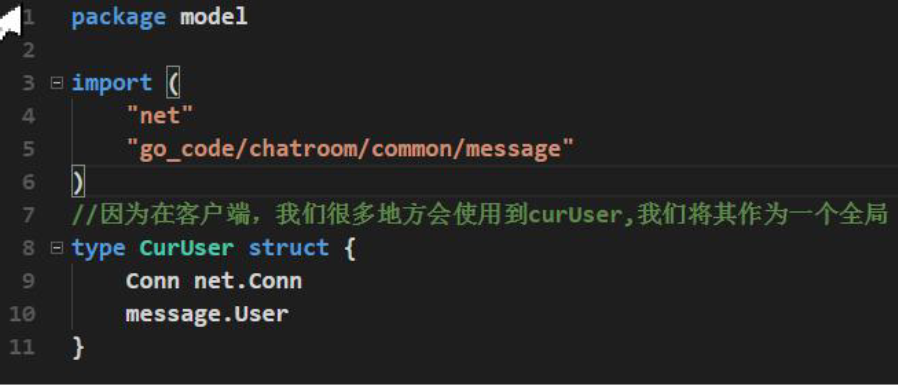 1 package model
2
3 import (
4 "net"
5 "go_code/chatroom/common/message"
6 )
7 //因为在客户端，我们很多地方会使用到curUser,我们将其作为一个全局
8 type CurUser struct {
9 Conn net.Conn
10 message.User
11 }